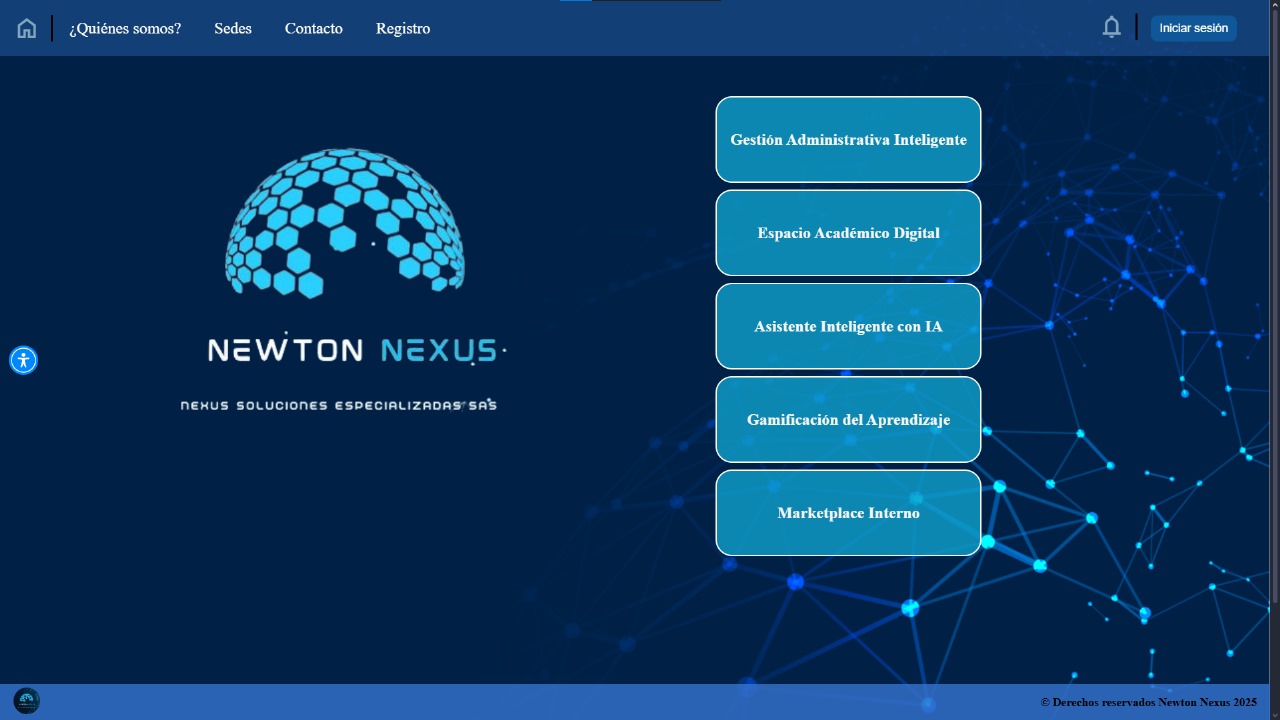 ¿Quiénes somos?
Sedes
Contacto
Registro
Iniciar sesión
NEWTON NEXUS
NEXUS SOLUCIONES ESPECIALIZADAS SAS
Gestión Administrativa Inteligente
Espacio Académico Digital
Asistente Inteligente con IA
Gamificación del Aprendizaje
Marketplace Interno
© Derechos reservados Newton Nexus 2025